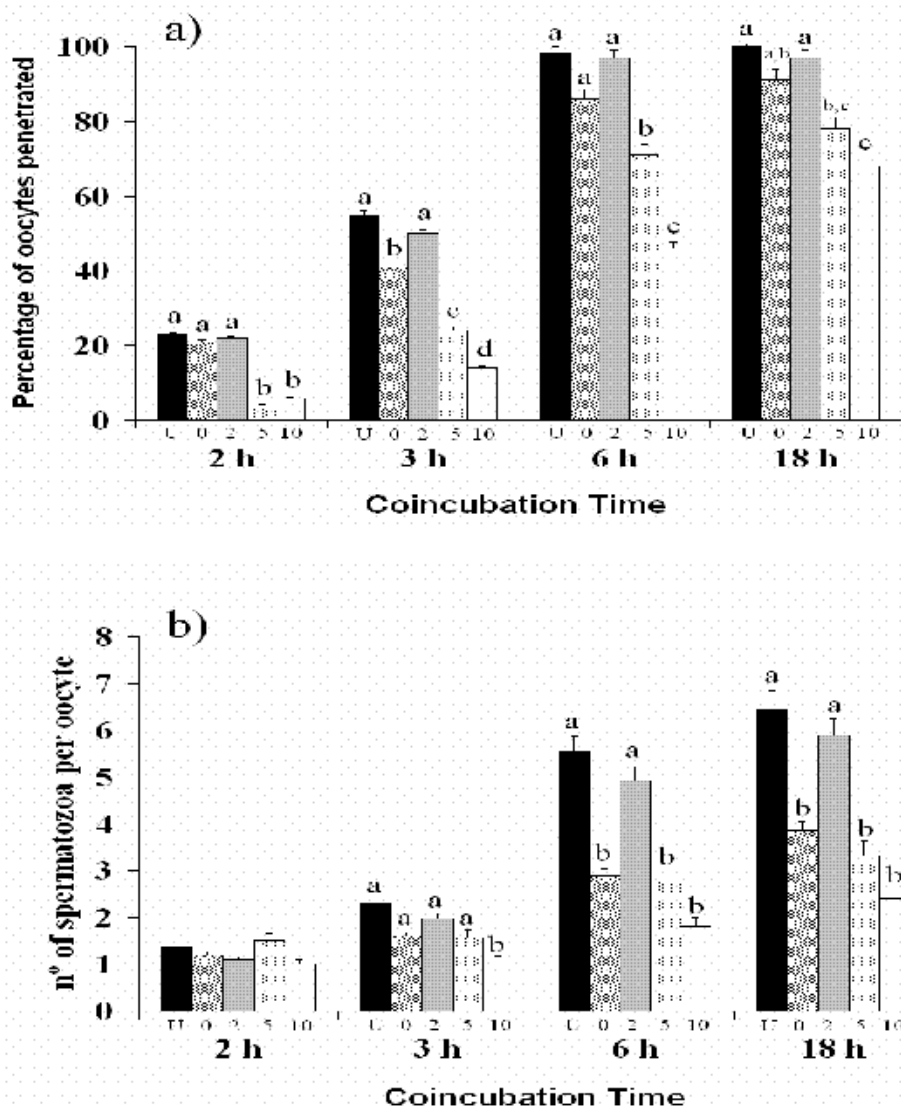 a)
Percentage of oocytes penetrated
100
80
60
40
20
0
a a a b b
a b a c d
a a a b c
a a,b a b,c c
U 0 2 5 10 U 0 2 5 10 U 0 2 5 10 U 0 2 5 10
2 h 3 h 6 h 18 h
Coincubation Time
b)
nº of spermatozoa per oocyte
8
7
6
5
4
3
2
1
0
a a a a b
a b a b b
a b a b b
U 0 2 5 10 U 0 2 5 10 U 0 2 5 10 U 0 2 5 10
2 h 3 h 6 h 18 h
Coincubation Time